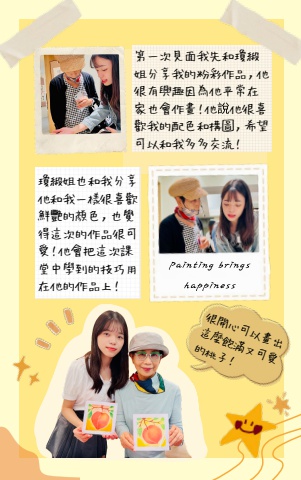 第一次見面我先和瓊緞
姐分享我的粉彩作品，他
很有興趣因為他平常在
家也會作畫！他說他很喜
歡我的配色和構圖，希望
可以和我多多交流！
瓊緞姐也和我分享
他和我一樣很喜歡
鮮艷的顏色，也覺
得這次的作品很可
愛！他會把這次課
堂中學到的技巧用
在他的作品上！
Painting brings
happiness
很開心可以畫出
這麼飽滿又可愛
的桃子！